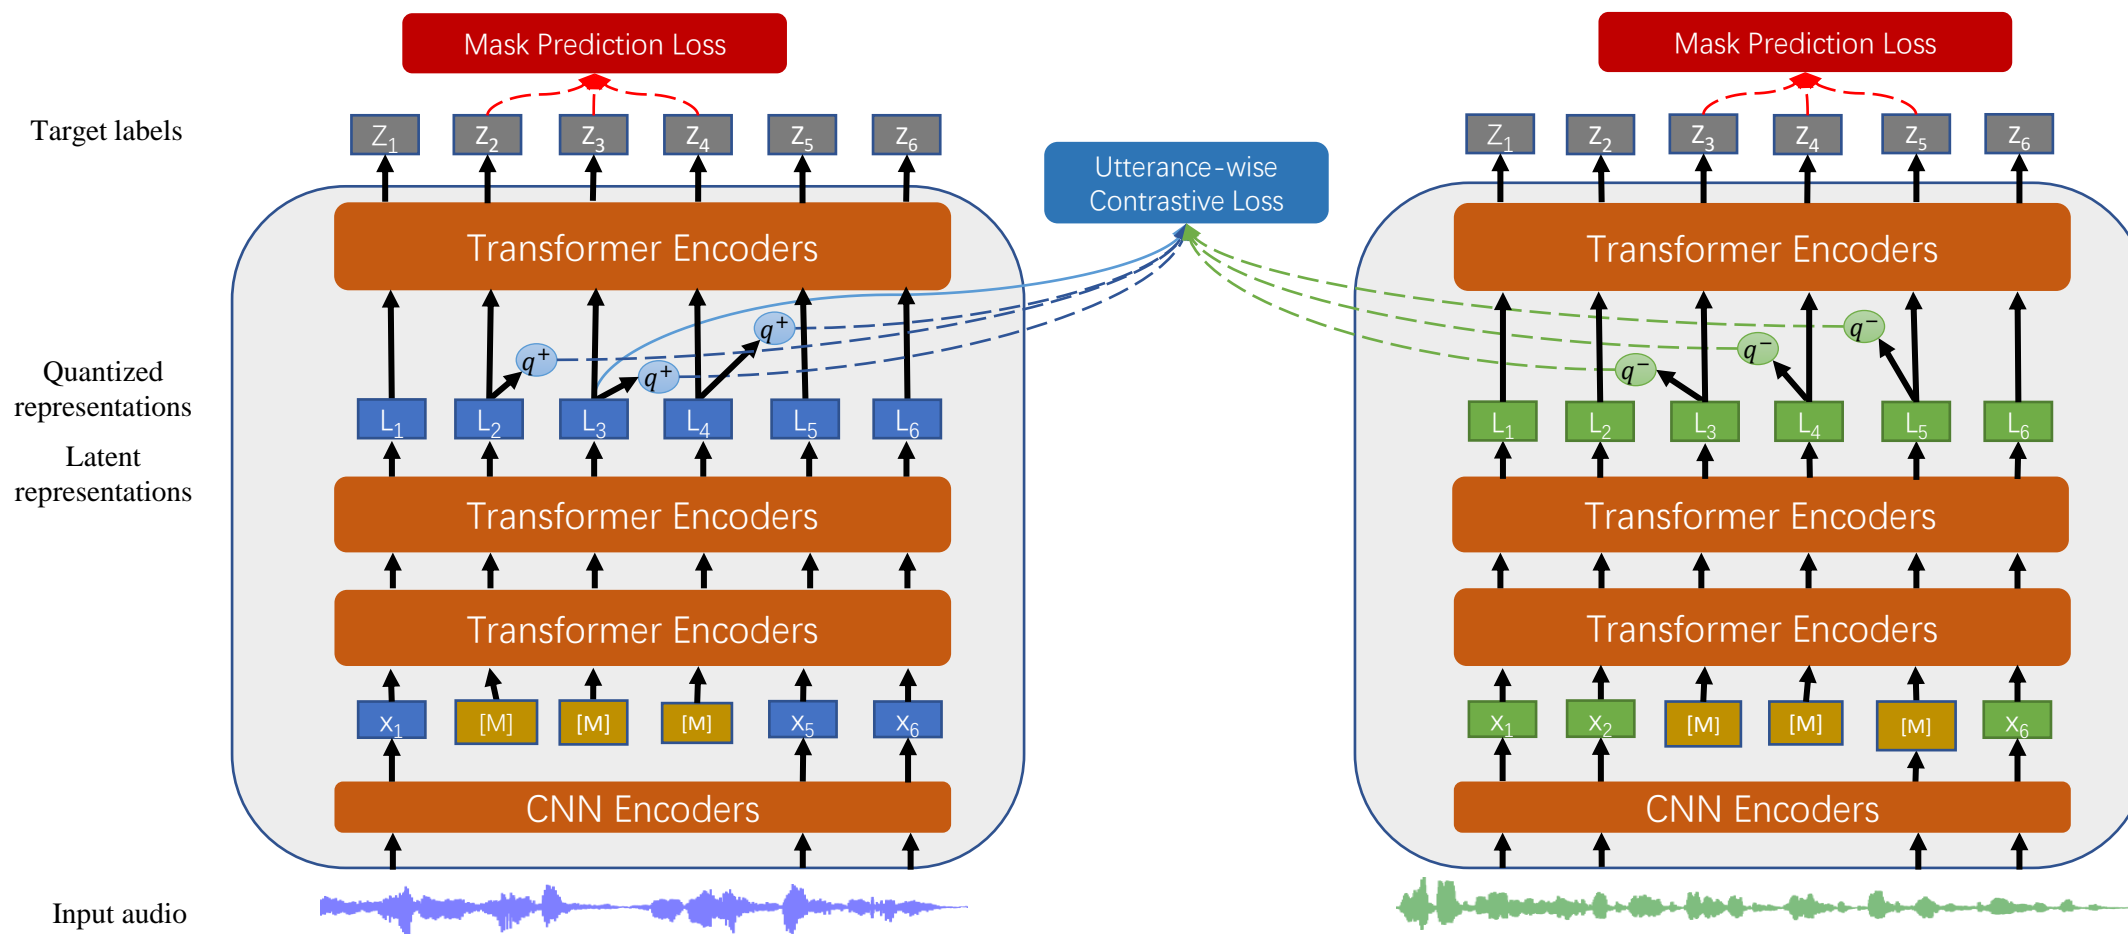 Mask Prediction Loss
Mask Prediction Loss
Target labels
Z1 Z2 Z3 Z4 Z5 Z6
Z1 Z2 Z3 Z4 Z5 Z6
Utterance-wise
Contrastive Loss
Transformer Encoders
Transformer Encoders
q+ q+ q+
q− q− q−
Quantized
representations
L1 L2 L3 L4 L5 L6
L1 L2 L3 L4 L5 L6
Latent
representations
Transformer Encoders
Transformer Encoders
Transformer Encoders
Transformer Encoders
X1 [M] [M] [M] X5 X6
X1 X2 [M] [M] [M] X6
CNN Encoders
CNN Encoders
Input audio